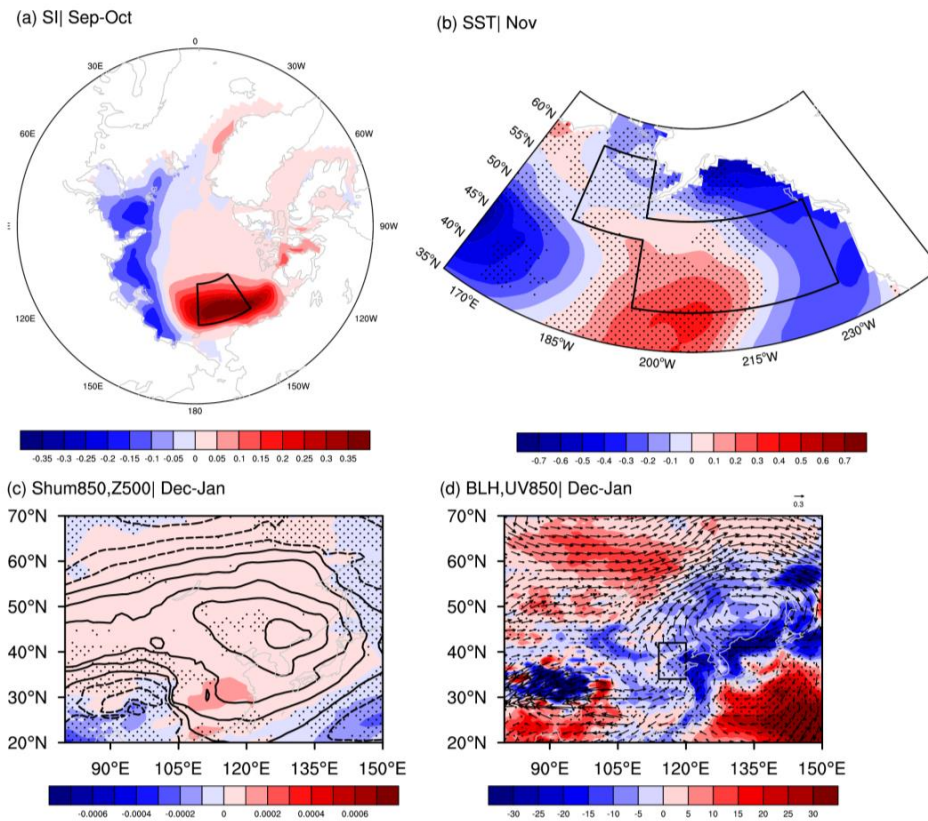 (a) SI| Sep-Oct
0
30E
30W
60E
60W
90W
120E
120W
150E
150W
180
-0.35 -0.3 -0.25 -0.2 -0.15 -0.1 -0.05 0 0.05 0.1 0.15 0.2 0.25 0.3 0.35
(b) SST| Nov
60°N
55°N
50°N
45°N
40°N
35°N
170°E
185°W
200°W
215°W
230°W
-0.7 -0.6 -0.5 -0.4 -0.3 -0.2 -0.1 0 0.1 0.2 0.3 0.4 0.5 0.6 0.7
(c) Shum850,Z500| Dec-Jan
70°N
60°N
50°N
40°N
30°N
20°N
90°E 105°E 120°E 135°E 150°E
-0.0006 -0.0004 -0.0002 0 0.0002 0.0004 0.0006
(d) BLH,UV850| Dec-Jan
0.3
70°N
60°N
50°N
40°N
30°N
20°N
90°E 105°E 120°E 135°E 150°E
-30 -25 -20 -15 -10 -5 0 5 10 15 20 25 30